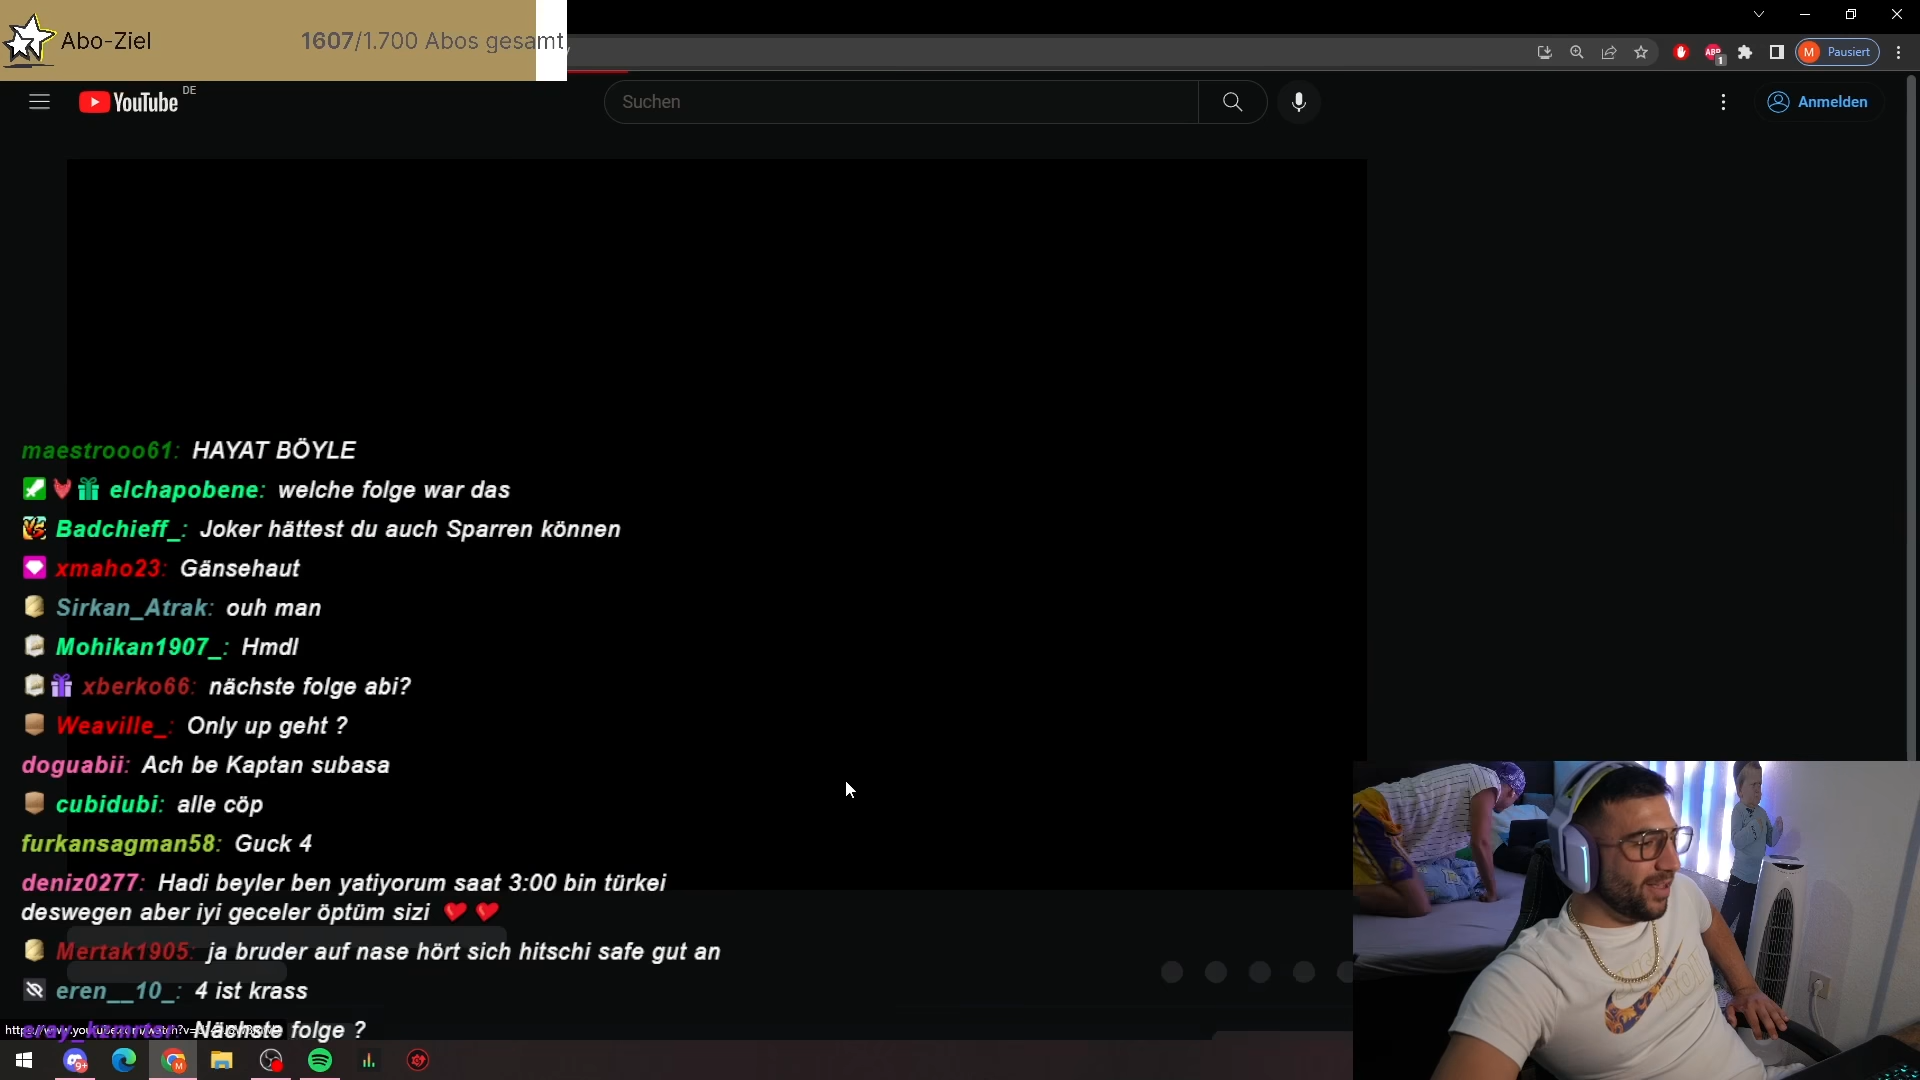 Abo-Ziel 1607/1.700 Abos gesamt
ABP 1 M Pausiert
YouTube DE Suchen Anmelden
maestrooo61: HAYAT BÖYLE
elchapobene: welche folge war das
Badchieff_: Joker hättest du auch Sparren können
xmaho23: Gänsehaut
Sirkan_Atrak: ouh man
Mohikan1907_: Hmdl
xberko66: nächste folge abi?
Weaville_: Only up geht ?
doguabii: Ach be Kaptan subasa
cubidubi: alle cöp
furkansagman58: Guck 4
deniz0277: Hadi beyler ben yatiyorum saat 3:00 bin türkei
deswegen aber iyi geceler öptüm sizi
Mertak1905: ja bruder auf nase hört sich hitschi safe gut an
eren__10_: 4 ist krass
Nächste folge ?
9+ M